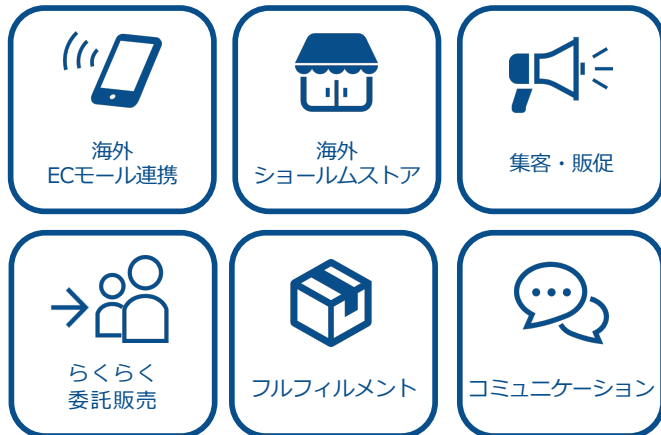 海外
ECモール連携
海外
ショールムストア
集客・販促
らくらく
委託販売
フルフィルメント
コミュニケーション